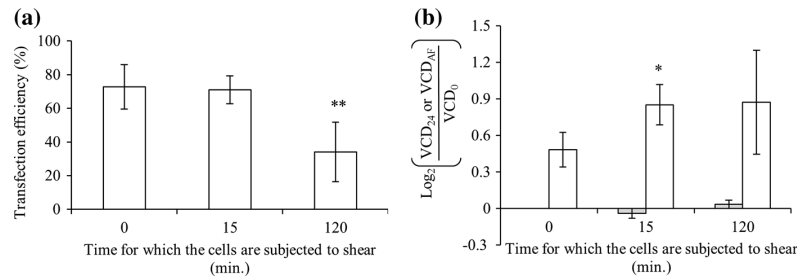 (a)
Transfection efficiency (%)
100
80
60
40
20
0
**
0 15 120
Time for which the cells are subjected to shear
(min.)
(b)
Log2 ( VCD24 or VCDAF
VCD0 )
1.5
1.2
0.9
0.6
0.3
0
-0.3
*
0 15 120
Time for which the cells are subjected to shear
(min.)